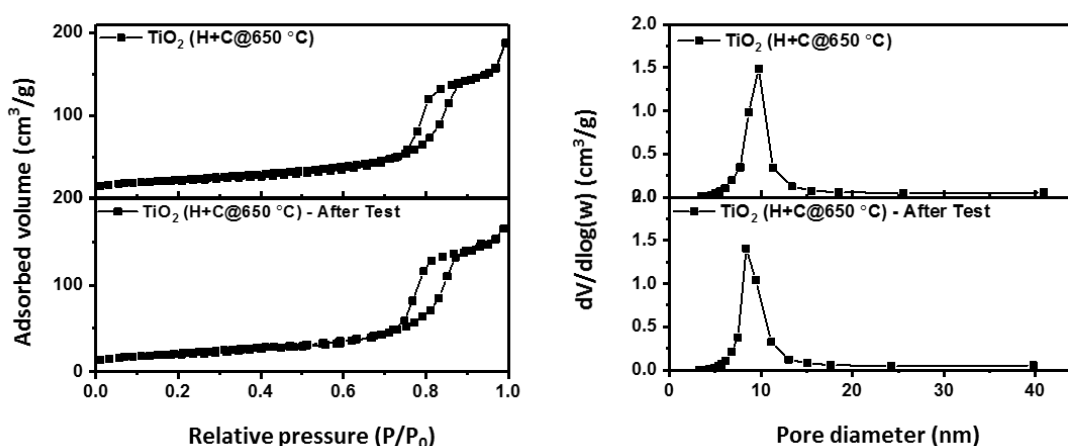 200
TiO₂ (H+C@650 °C)
100
200
TiO₂ (H+C@650 °C) - After Test
100
0
0.0 0.2 0.4 0.6 0.8 1.0
Adsorbed volume (cm³/g)
Relative pressure (P/P₀)
2.0
TiO₂ (H+C@650 °C)
1.5
1.0
0.5
TiO₂ (H+C@650 °C) - After Test
1.5
1.0
0.5
0.0
0 10 20 30 40
dV/dlog(w) (cm³/g)
Pore diameter (nm)